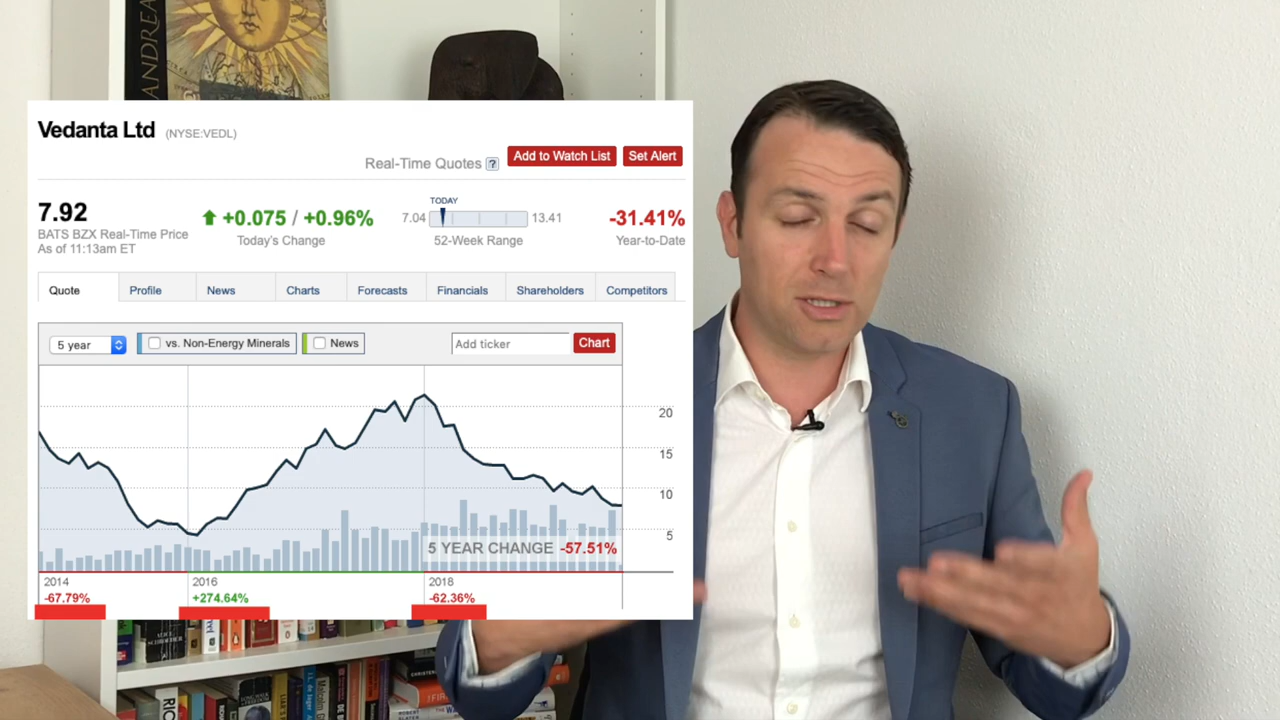 ANDREA
Vedanta Ltd (NYSE:VEDL)
Real-Time Quotes ? Add to Watch List Set Alert
TODAY
7.92 +0.075 / +0.96% 7.04 13.41 -31.41%
BATS BZX Real-Time Price Today's Change 52-Week Range Year-to-Date
As of 11:13am ET
Quote Profile News Charts Forecasts Financials Shareholders Competitors
5 year vs. Non-Energy Minerals News Add ticker Chart
20
15
10
5
5 YEAR CHANGE -57.51%
2014 2016 2018
-67.79% +274.64% -62.36%